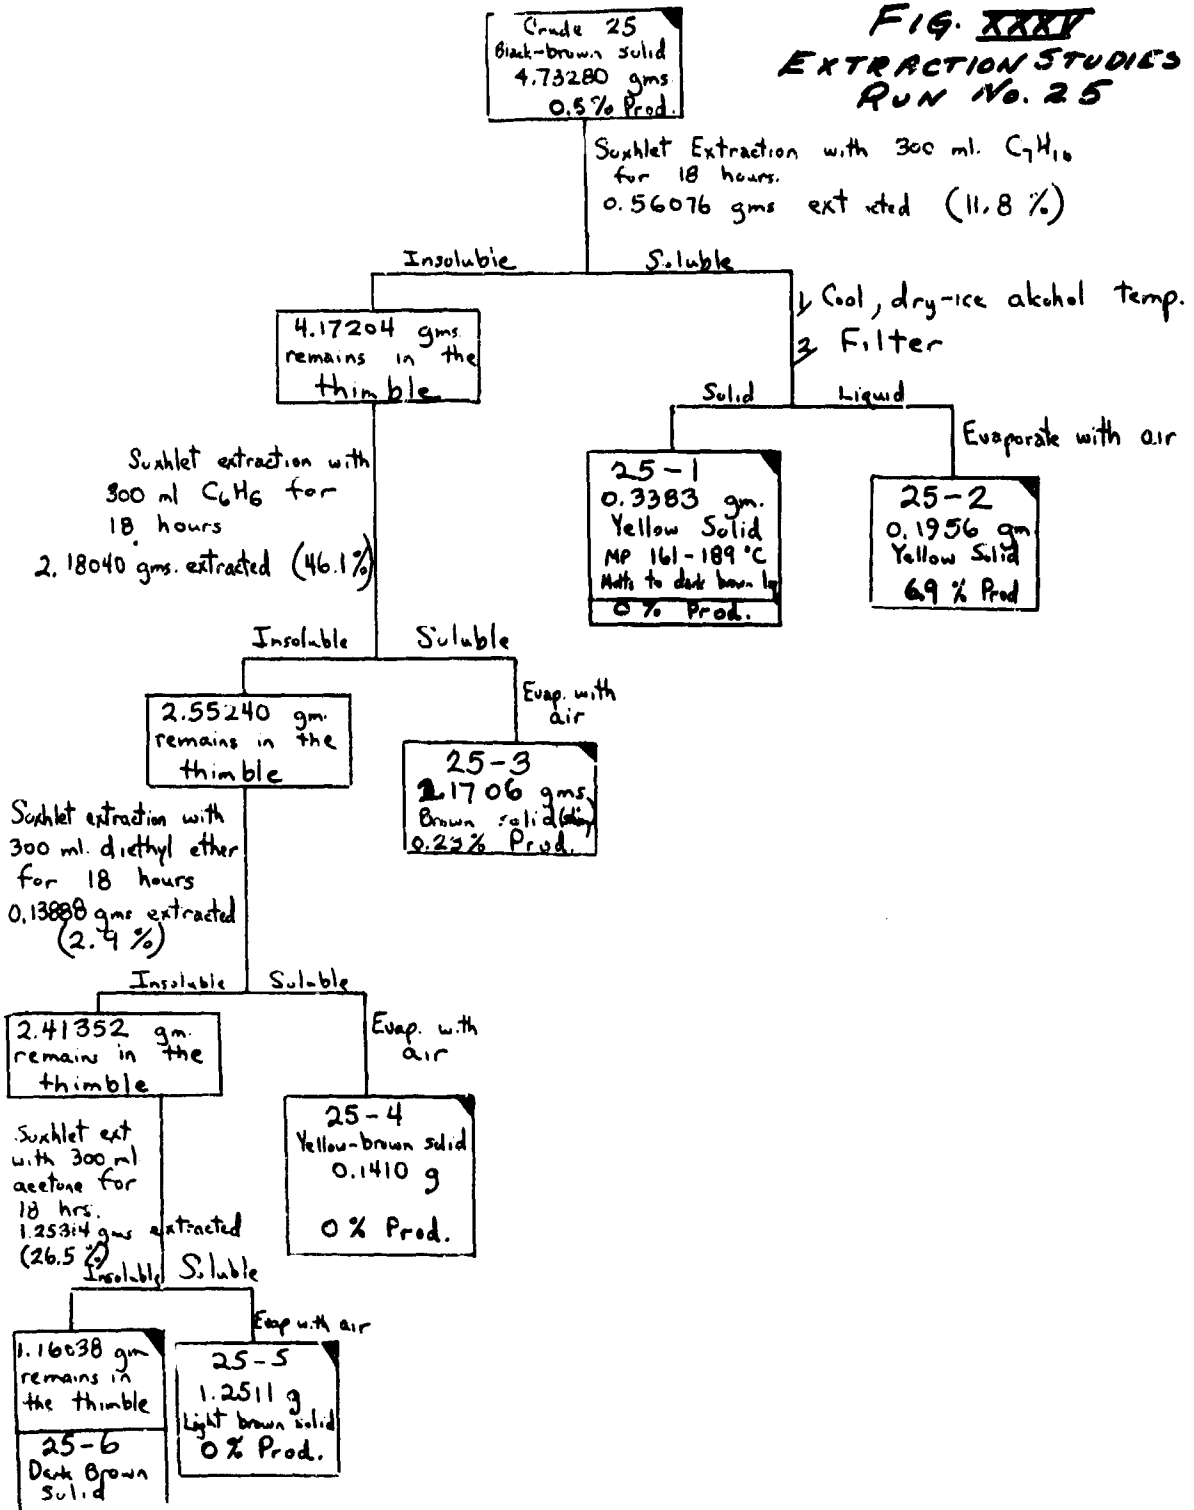 FIG. XXXV
EXTRACTION STUDIES
RUN No. 25
Crude 25
Black-brown solid
4.73280 gms
0.5% Prod.
Soxhlet Extraction with 300 ml. C7H16
for 18 hours.
0.56076 gms ext cted (11.8 %)
Insoluble Soluble
1, Cool, dry-ice alcohol temp.
2, Filter
4.17204 gms.
remains in the
thimble
Solid Liquid
Evaporate with air
25-1
0.3383 gm.
Yellow Solid
MP 161-189°C
Melts to dark brown
0 % Prod.
25-2
0.1956 gm
Yellow Solid
6.9 % Prod
Soxhlet extraction with
300 ml C6H6 for
18 hours
2.18040 gms. extracted (46.1%)
Insoluble Soluble
Evap. with
air
2.55240 gm.
remains in the
thimble
25-3
2.1706 gms.
Brown solid (shiny)
% Prod.
Soxhlet extraction with
300 ml. diethyl ether
for 18 hours
0.13888 gms extracted
(2.9 %)
Insoluble Soluble
Evap. with
air
2.41352 gm.
remains in the
thimble
25-4
Yellow-brown solid
0.1410 g
0 % Prod.
Soxhlet ext
with 300 ml
acetone for
18 hrs.
1.25314 gms extracted
(26.5 %)
Insoluble Soluble
Evap with air
1.16038 gm
remains in
the thimble
25-6
Dark Brown
Solid
25-5
1.2511 g
Light brown solid
0 % Prod.